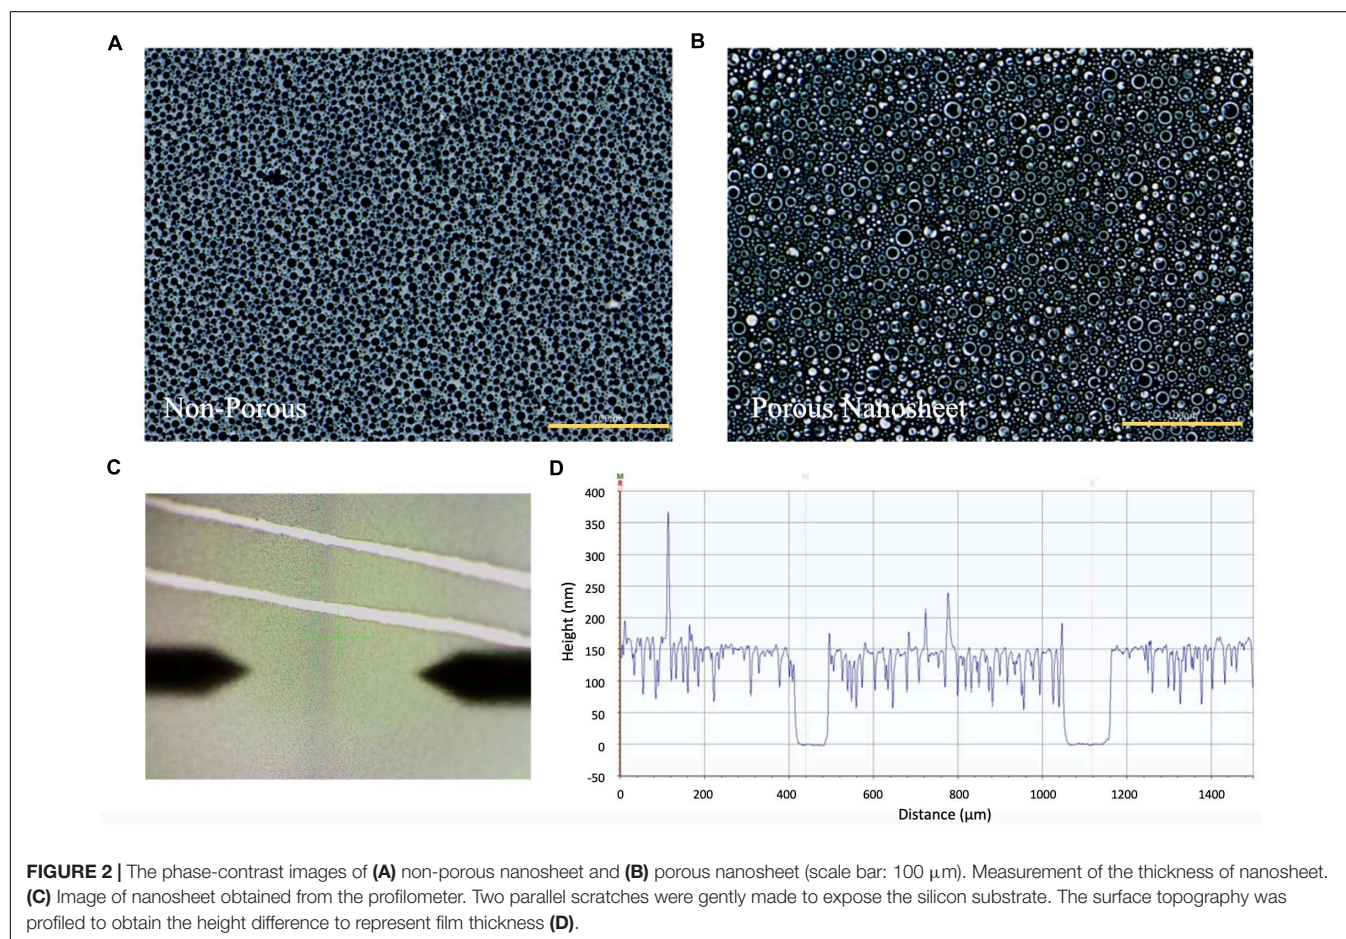 A
B
Non-Porous
100μm
Porous Nanosheet
100μm
C
D
M
R
M
400
350
300
250
200
150
100
50
0
-50
Height (nm)
0
200
400
600
800
1000
1200
1400
Distance (μm)
FIGURE 2 | The phase-contrast images of (A) non-porous nanosheet and (B) porous nanosheet (scale bar: 100 μm). Measurement of the thickness of nanosheet.
(C) Image of nanosheet obtained from the profilometer. Two parallel scratches were gently made to expose the silicon substrate. The surface topography was
profiled to obtain the height difference to represent film thickness (D).